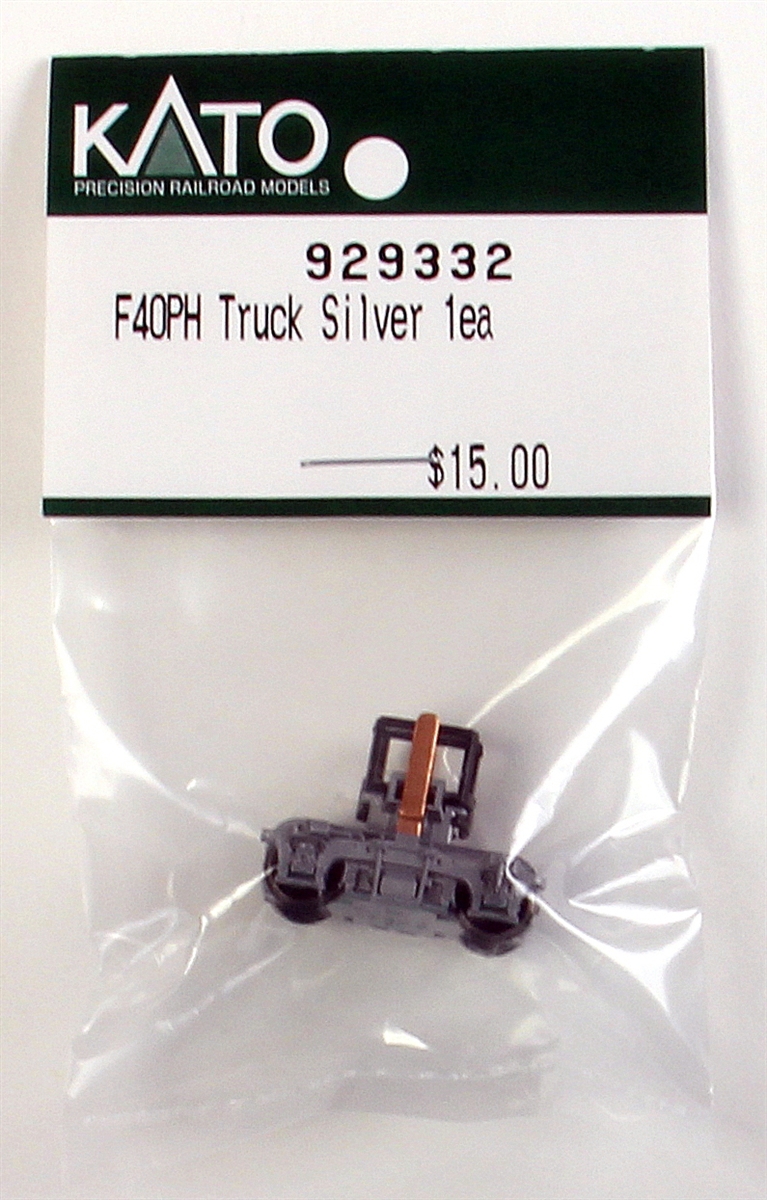 KATO
PRECISION RAILROAD MODELS
929332
F40PH Truck Silver 1ea
$15.00